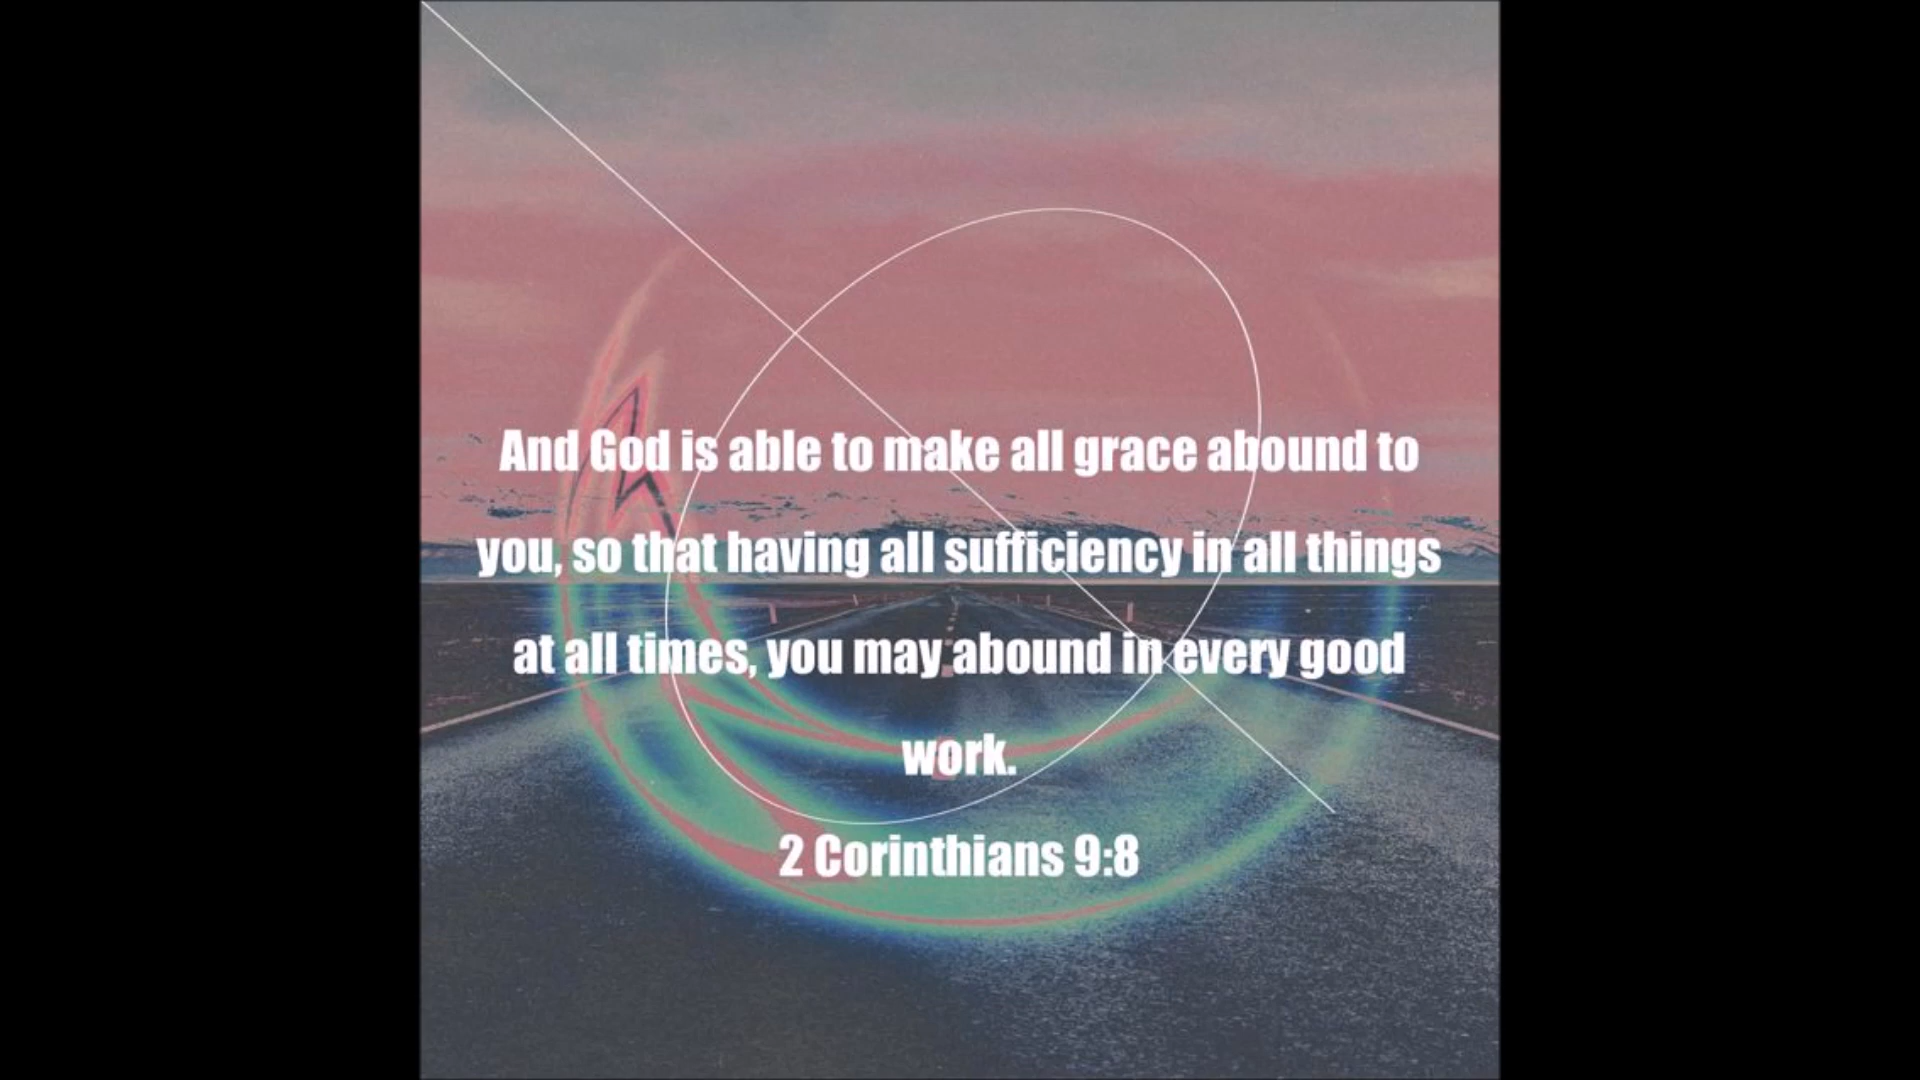 And God is able to make all grace abound to
you, so that having all sufficiency in all things
at all times, you may abound in every good
work.
2 Corinthians 9:8